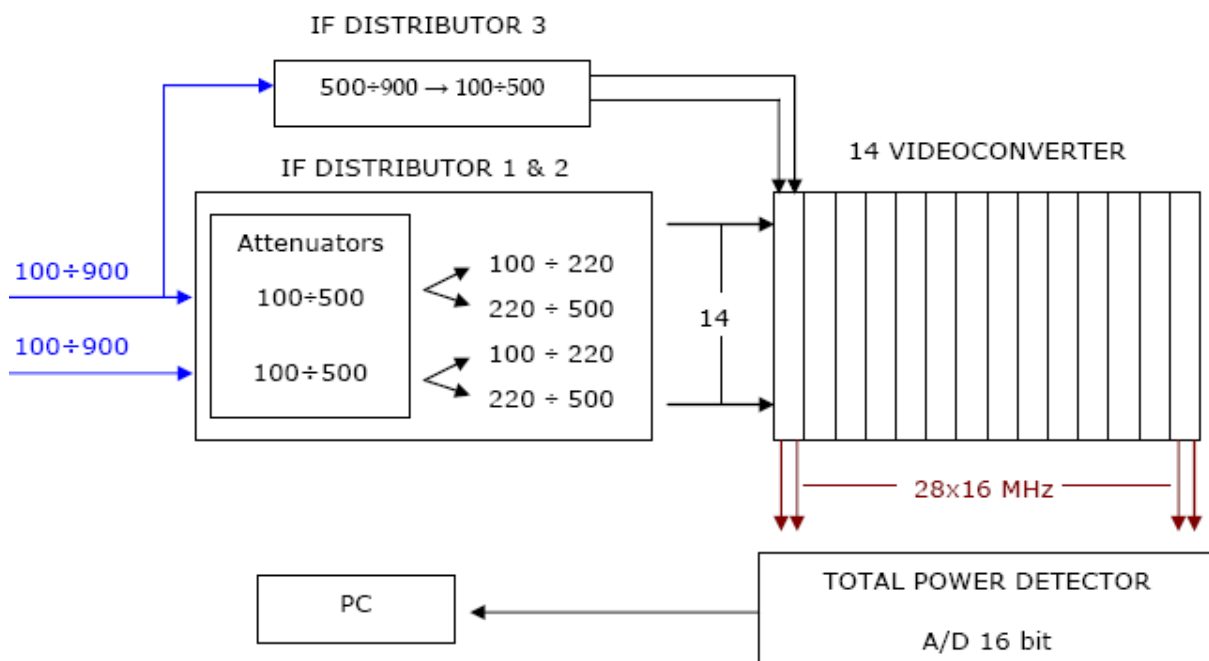 IF DISTRIBUTOR 3
500÷900 → 100÷500
14 VIDEOCONVERTER
IF DISTRIBUTOR 1 & 2
Attenuators
100÷900
100÷500
100 ÷ 220
220 ÷ 500
14
100÷900
100÷500
100 ÷ 220
220 ÷ 500
28x16 MHz
TOTAL POWER DETECTOR
A/D 16 bit
PC